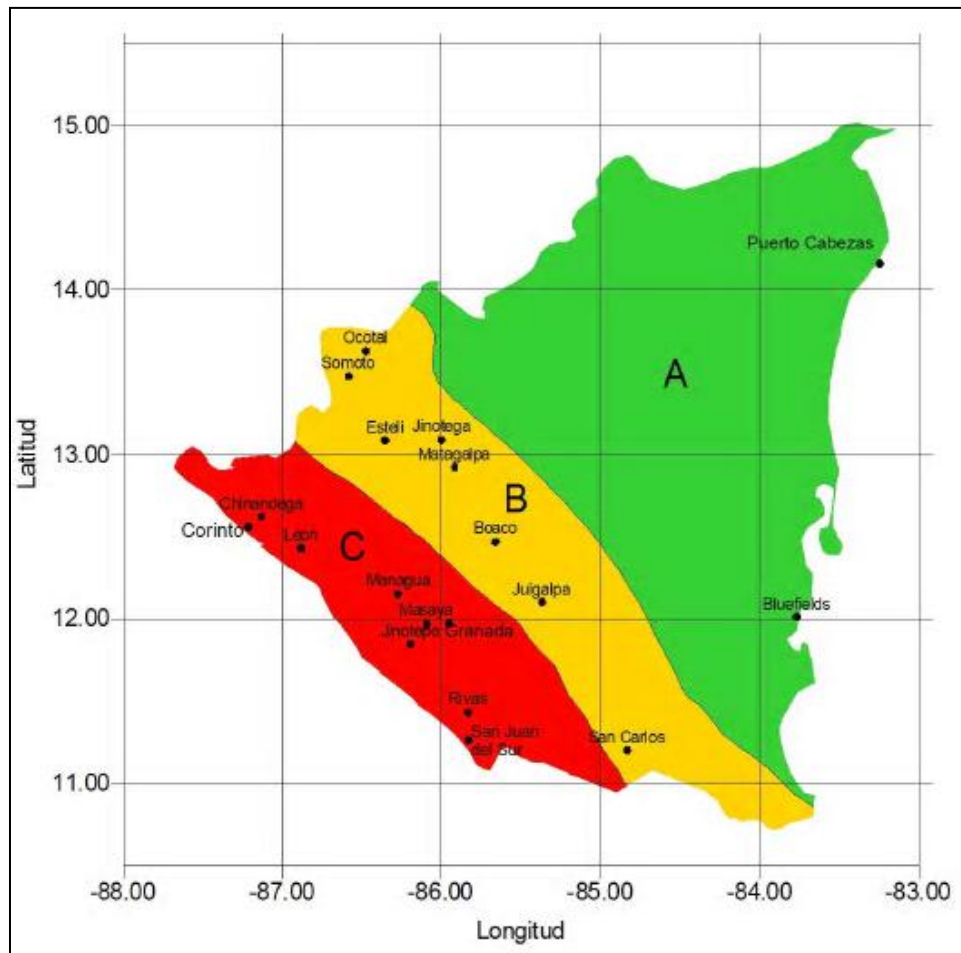 15.00
Puerto Cabezas
14.00
Ocotal
Somoto
A
Esteli
Jinotega
13.00
Matagalpa
B
Chinandega
Corinto
Leon
C
Boaco
Managua
Juigalpa
Masaya
12.00
Bluefields
Jinotepe Granada
Rivas
San Juan
del Sur
San Carlos
11.00
Latitud
-88.00 -87.00 -86.00 -85.00 -84.00 -83.00
Longitud